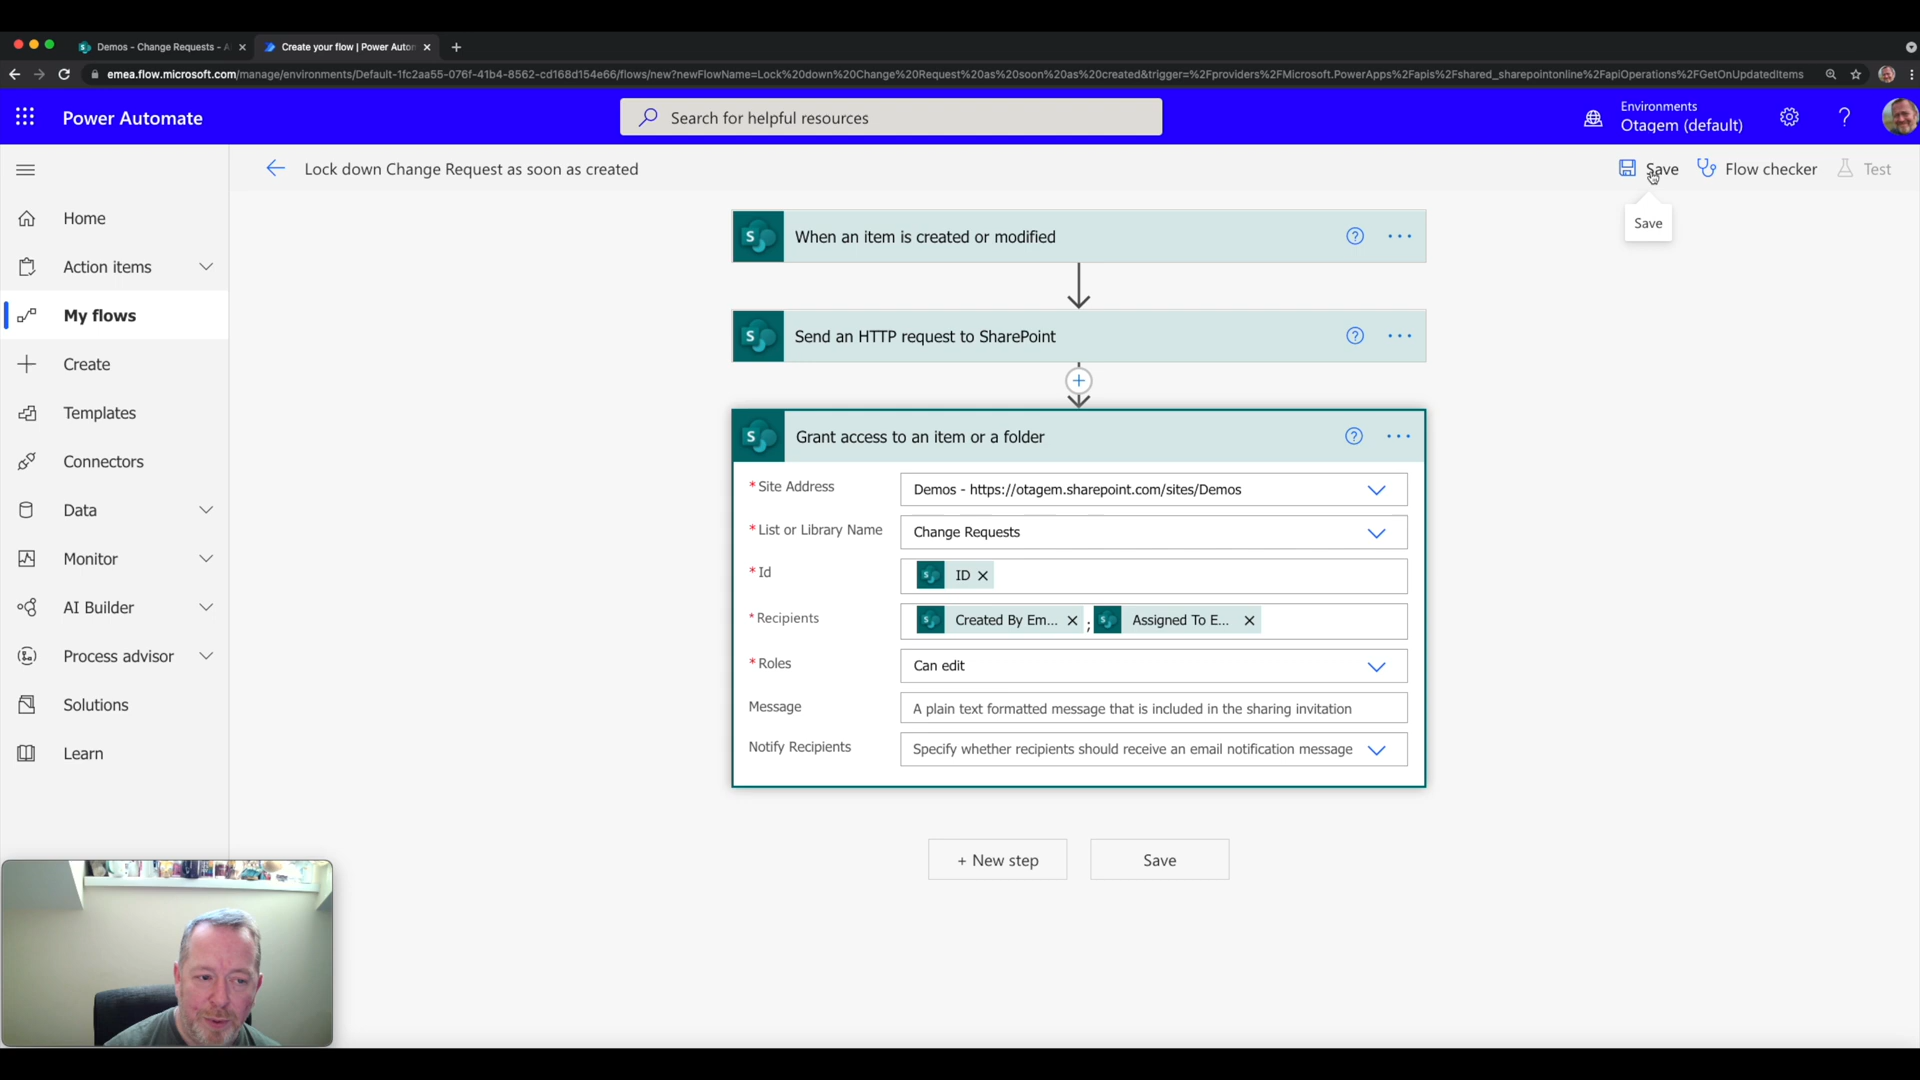 Demos - Change Requests - A
Create your flow | Power Autom
emea.flow.microsoft.com/manage/environments/Default-1fc2aa55-076f-41b4-8562-cd168d154e66/flows/new?newFlowName=Lock%20down%20Change%20Request%20as%20soon%20as%20created&trigger=%2Fproviders%2FMicrosoft.PowerApps%2Fapis%2Fshared_sharepointonline%2FapiOperations%2FGetOnUpdatedItems
Power Automate
Search for helpful resources
Environments
Otagem (default)
?
Lock down Change Request as soon as created
Save
Flow checker
Test
Save
Home
Action items
My flows
Create
Templates
Connectors
Data
Monitor
AI Builder
Process advisor
Solutions
Learn
S When an item is created or modified ? ...
S Send an HTTP request to SharePoint ? ...
S Grant access to an item or a folder ? ...
* Site Address Demos - https://otagem.sharepoint.com/sites/Demos
* List or Library Name Change Requests
* Id S ID ×
* Recipients S Created By Em... × ; S Assigned To E... ×
* Roles Can edit
Message A plain text formatted message that is included in the sharing invitation
Notify Recipients Specify whether recipients should receive an email notification message
+ New step
Save